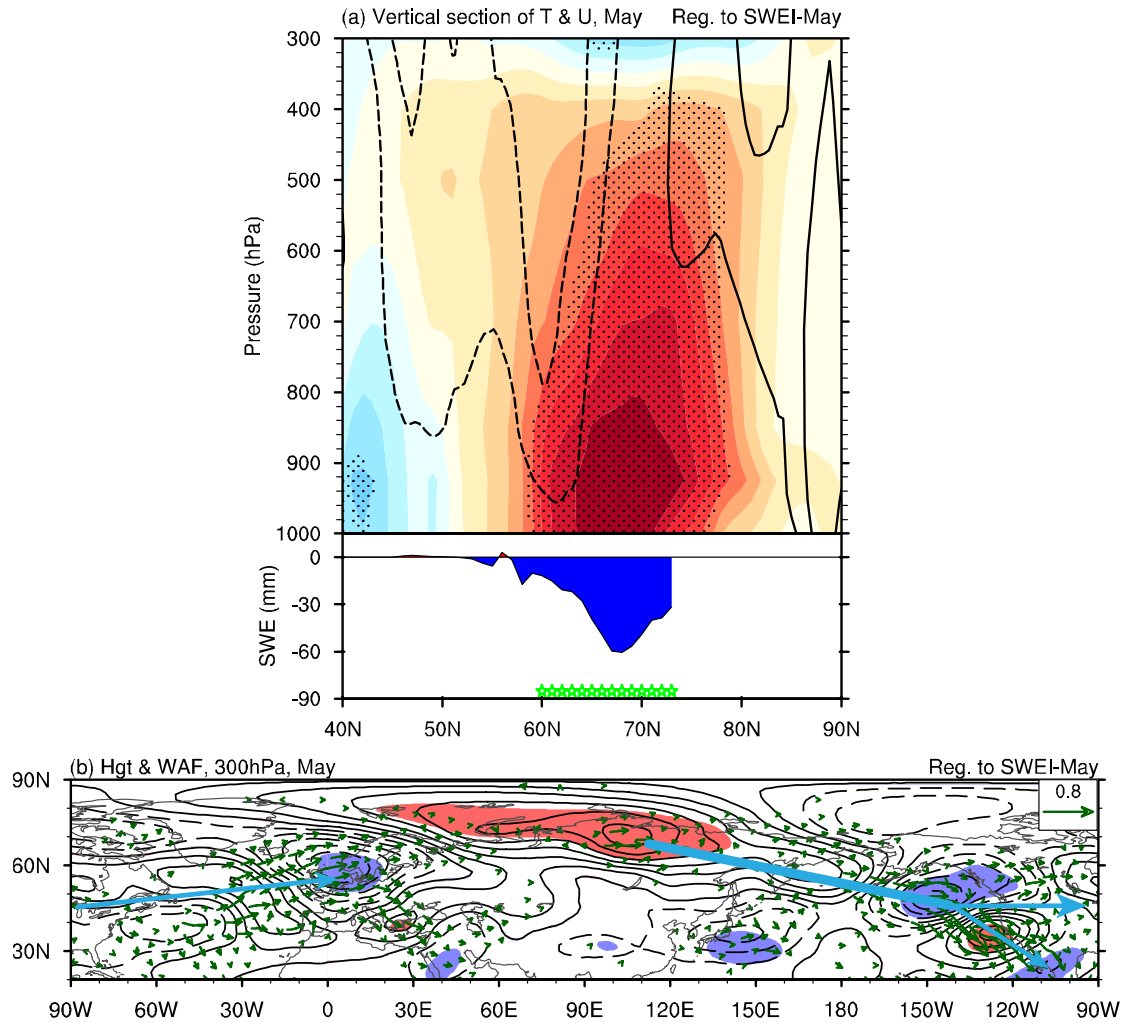 (a) Vertical section of T & U, May Reg. to SWEI-May
300
400
500
600
700
800
900
1000
Pressure (hPa)
0
-30
-60
-90
SWE (mm)
40N 50N 60N 70N 80N 90N
(b) Hgt & WAF, 300hPa, May Reg. to SWEI-May
90N
60N
30N
0.8
90W 60W 30W 0 30E 60E 90E 120E 150E 180 150W 120W 90W